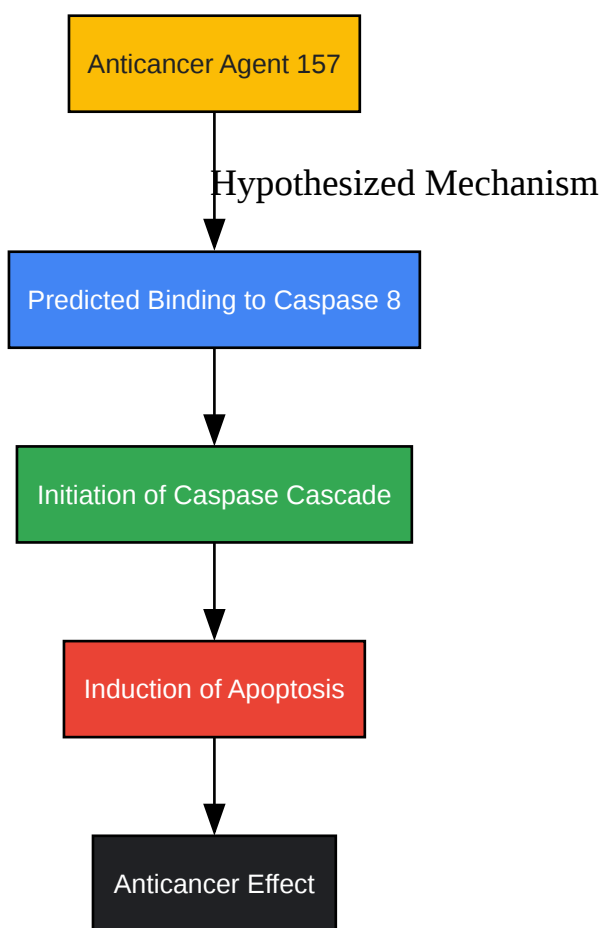 Anticancer Agent 157
Hypothesized Mechanism
Predicted Binding to Caspase 8
Initiation of Caspase Cascade
Induction of Apoptosis
Anticancer Effect